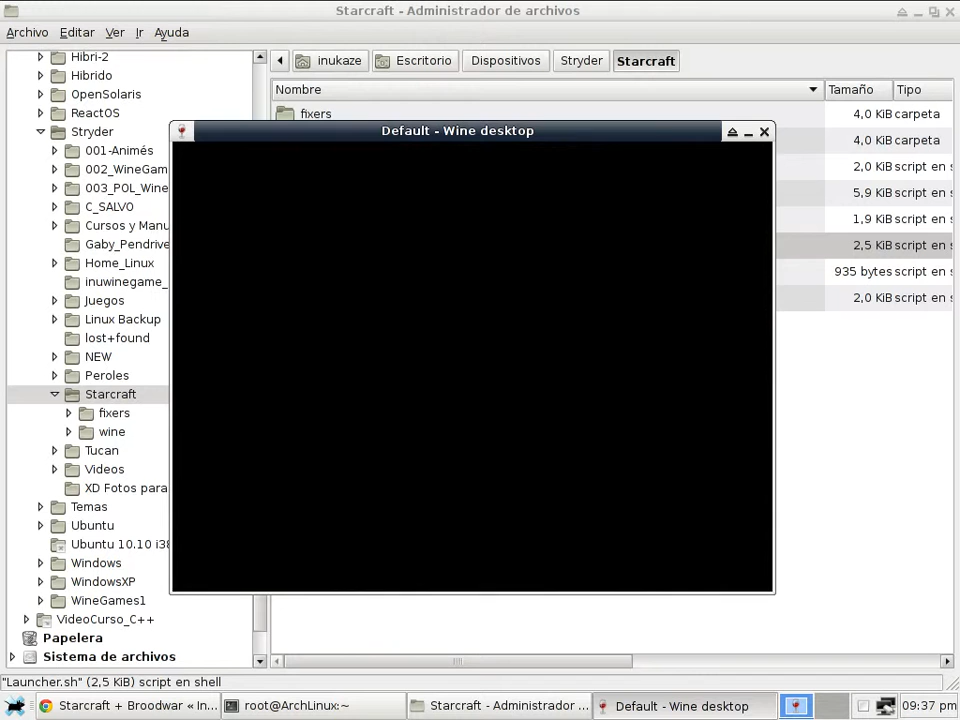 Starcraft - Administrador de archivos
Archivo Editar Ver Ir Ayuda
Hibri-2
Hibrido
OpenSolaris
ReactOS
Stryder
001-Animés
002_WineGam
003_POL_Wine
C_SALVO
Cursos y Manu
Gaby_Pendrive
Home_Linux
inuwinegame_
Juegos
Linux Backup
lost+found
NEW
Peroles
Starcraft
fixers
wine
Tucan
Videos
XD Fotos para
Temas
Ubuntu
Ubuntu 10.10 i38
Windows
WindowsXP
WineGames1
VideoCurso_C++
Papelera
Sistema de archivos
inukaze Escritorio Dispositivos Stryder Starcraft
Nombre Tamaño Tipo
fixers 4,0 KiB carpeta
4,0 KiB carpeta
2,0 KiB script en s
5,9 KiB script en s
1,9 KiB script en s
2,5 KiB script en s
935 bytes script en s
2,0 KiB script en s
Default - Wine desktop
"Launcher.sh" (2,5 KiB) script en shell
Starcraft + Broodwar « In... root@ArchLinux:~ Starcraft - Administrador ... Default - Wine desktop 09:37 pm